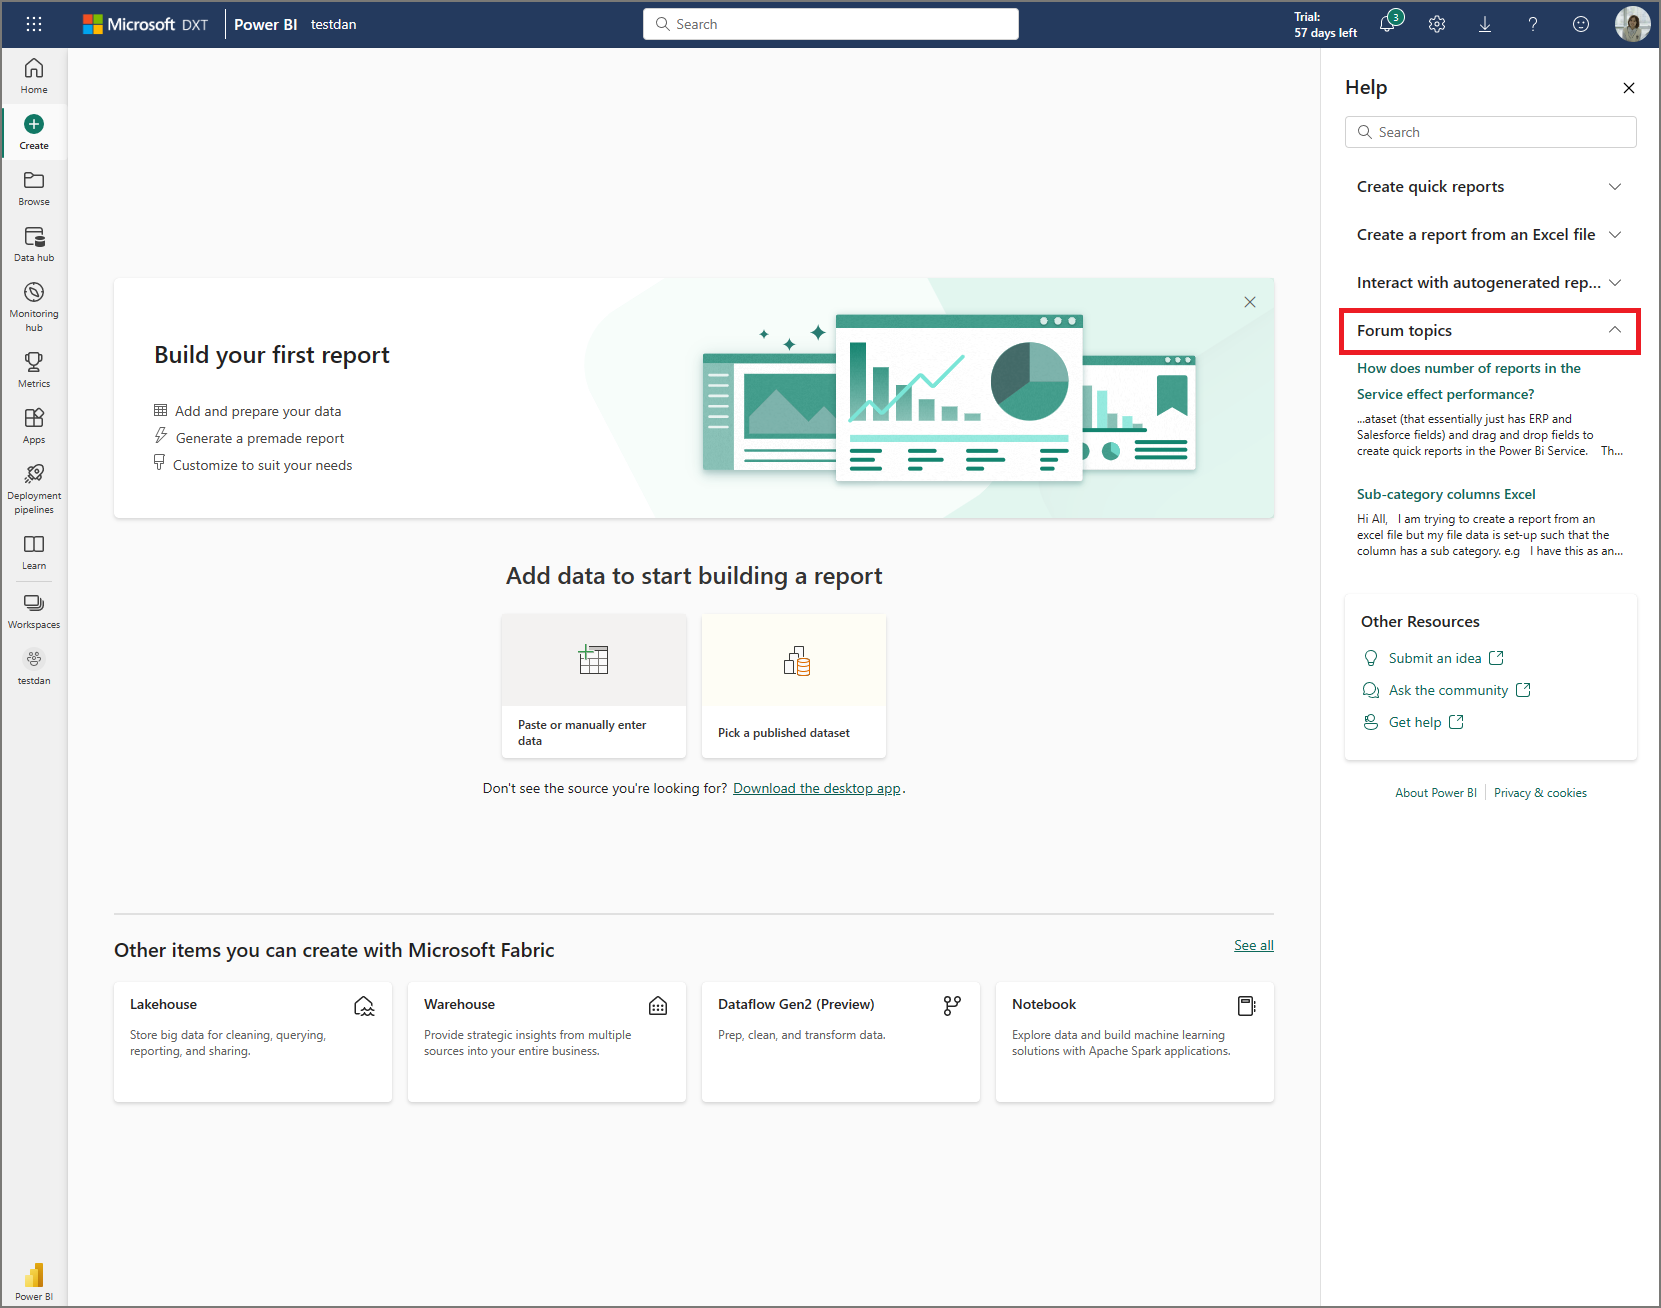 Microsoft DXT
Power BI testdan
Search
Trial:
57 days left
3
Home
Create
Browse
Data hub
Monitoring
hub
Metrics
Apps
Deployment
pipelines
Learn
Workspaces
testdan
Power BI
Build your first report
Add and prepare your data
Generate a premade report
Customize to suit your needs
Add data to start building a report
Paste or manually enter
data
Pick a published dataset
Don't see the source you're looking for? Download the desktop app.
Other items you can create with Microsoft Fabric
See all
Lakehouse
Store big data for cleaning, querying,
reporting, and sharing.
Warehouse
Provide strategic insights from multiple
sources into your entire business.
Dataflow Gen2 (Preview)
Prep, clean, and transform data.
Notebook
Explore data and build machine learning
solutions with Apache Spark applications.
Help
Search
Create quick reports
Create a report from an Excel file
Interact with autogenerated rep...
Forum topics
How does number of reports in the
Service effect performance?
...ataset (that essentially just has ERP and
Salesforce fields) and drag and drop fields to
create quick reports in the Power Bi Service. Th...
Sub-category columns Excel
Hi All, I am trying to create a report from an
excel file but my file data is set-up such that the
column has a sub category. e.g I have this as an...
Other Resources
Submit an idea
Ask the community
Get help
About Power BI
Privacy & cookies